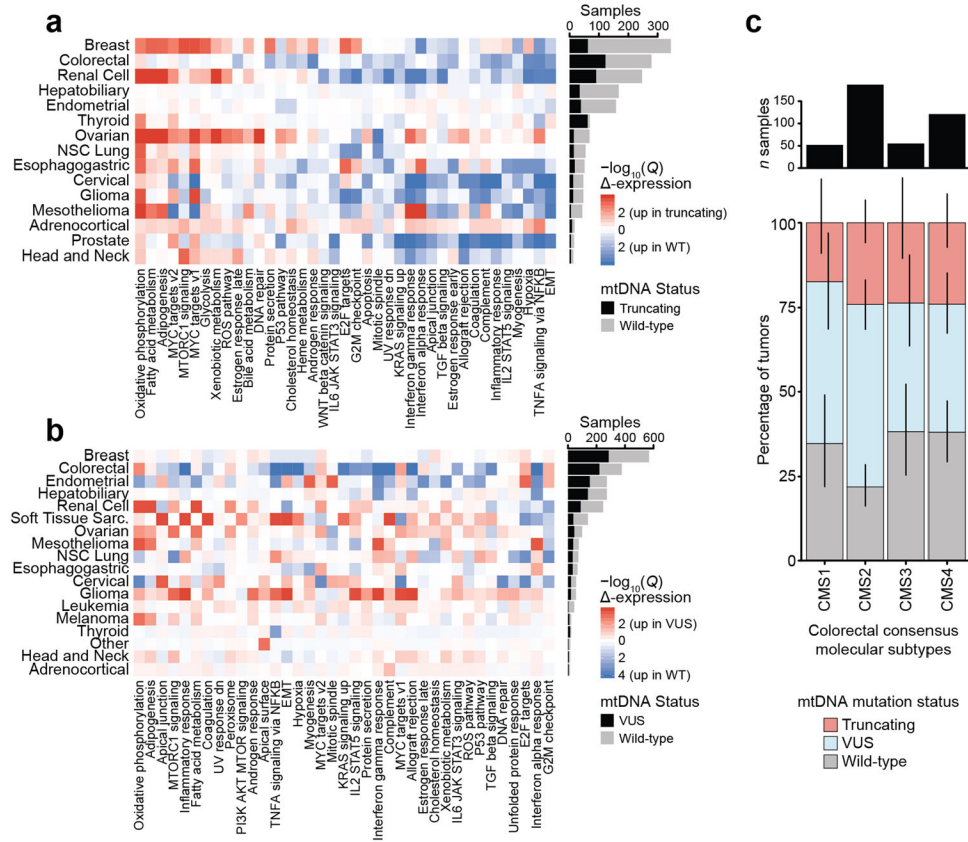 a
Samples
0 100 200 300
Breast
Colorectal
Renal Cell
Hepatobiliary
Endometrial
Thyroid
Ovarian
NSC Lung
Esophagogastric
Cervical
Glioma
Mesothelioma
Adrenocortical
Prostate
Head and Neck
Oxidative phosphorylation
Fatty acid metabolism
Adipogenesis
MYC targets v2
MTORC1 signaling
MYC targets v1
Glycolysis
Xenobiotic metabolism
ROS pathway
Estrogen response late
Bile acid metabolism
DNA repair
Protein secretion
P53 pathway
Cholesterol homeostasis
Heme metabolism
Androgen response
WNT beta catenin signaling
IL6 JAK STAT3 signaling
E2F targets
G2M checkpoint
Axis
Mitotic spindle
UV response dn
KRAS signaling up
Interferon gamma response
Interferon alpha response
Apical junction
TGF beta signaling
Estrogen response early
Allograft rejection
Coagulation
Complement
Inflammatory response
IL2 STAT5 signaling
Myogenesis
Hypoxia
TNFA signaling via NFKB
EMT
−log10(Q)
Δ-expression
2 (up in truncating)
0
2 (up in WT)
4
mtDNA Status
Truncating
Wild-type
b
Samples
0 200 400 600
Breast
Colorectal
Endometrial
Hepatobiliary
Renal Cell
Soft Tissue Sarc.
Ovarian
Mesothelioma
NSC Lung
Esophagogastric
Cervical
Glioma
Leukemia
Melanoma
Thyroid
Other
Head and Neck
Adrenocortical
Oxidative phosphorylation
Adipogenesis
Apical junction
MTORC1 signaling
Inflammatory response
Fatty acid metabolism
Coagulation
UV response dn
Peroxisome
PI3K AKT MTOR signaling
Androgen response
Apical surface
TNFA signaling via NFKB
EMT
Hypoxia
Myogenesis
MYC targets v2
Mitotic spindle
KRAS signaling up
IL2 STAT5 signaling
Protein secretion
Interferon gamma response
Complement
MYC targets v1
Allograft rejection
Estrogen response late
Cholesterol homeostasis
Xenobiotic metabolism
IL6 JAK STAT3 signaling
ROS pathway
P53 pathway
TGF beta signaling
DNA repair
Unfolded protein response
E2F targets
Interferon alpha response
G2M checkpoint
−log10(Q)
Δ-expression
2 (up in VUS)
0
2
4 (up in WT)
mtDNA Status
VUS
Wild-type
c
n samples
150
100
50
0
Percentage of tumors
100
75
50
25
0
CMS1
CMS2
CMS3
CMS4
Colorectal consensus
molecular subtypes
mtDNA mutation status
Truncating
VUS
Wild-type